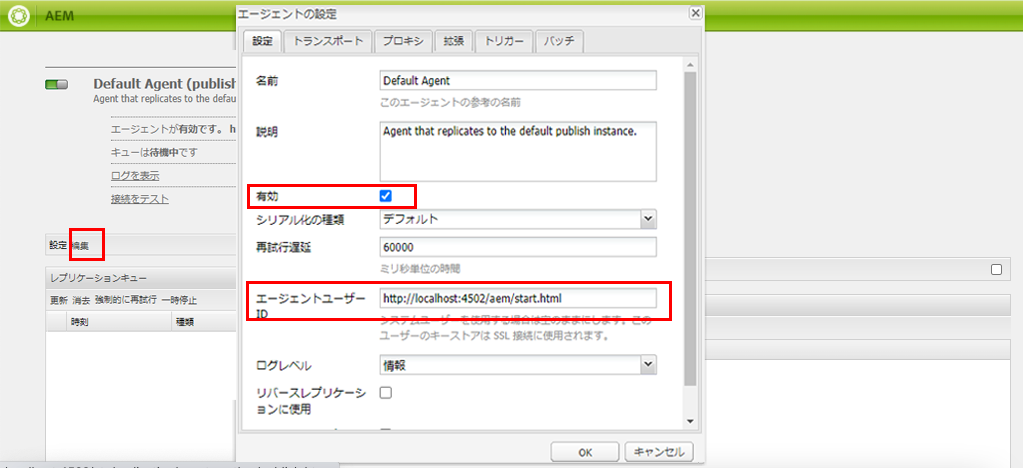 AEM
エージェントの設定
設定 トランスポート プロキシ 拡張 トリガー バッチ
Default Agent (publish
Agent that replicates to the defau
エージェントが有効です。 h
キューは待機中です
ログを表示
接続をテスト
設定 編集
レプリケーションキュー
更新 消去 強制的に再試行 一時停止
時刻 種類
名前 Default Agent
このエージェントの参考の名前
説明 Agent that replicates to the default publish instance.
有効
シリアル化の種類 デフォルト
再試行遅延 60000
ミリ秒単位の時間
エージェントユーザー
ID
http://localhost:4502/aem/start.html
システムユーザーを使用する場合は空のままにします。この
ユーザーのキーストアは SSL 接続に使用されます。
ログレベル 情報
リバースレプリケーシ
ョンに使用
OK キャンセル